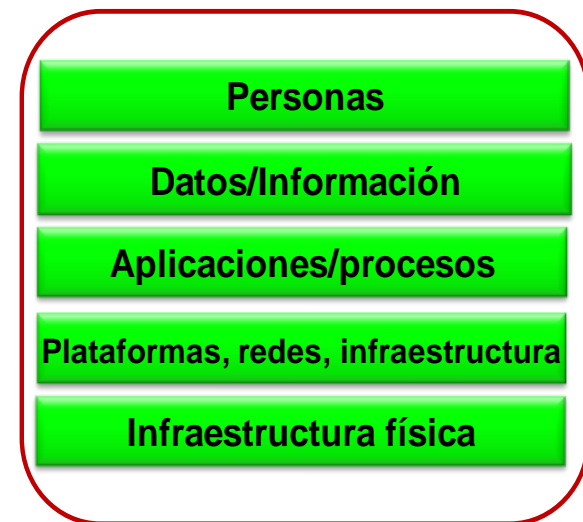 Personas
Datos/Información
Aplicaciones/procesos
Plataformas, redes, infraestructura
Infraestructura física